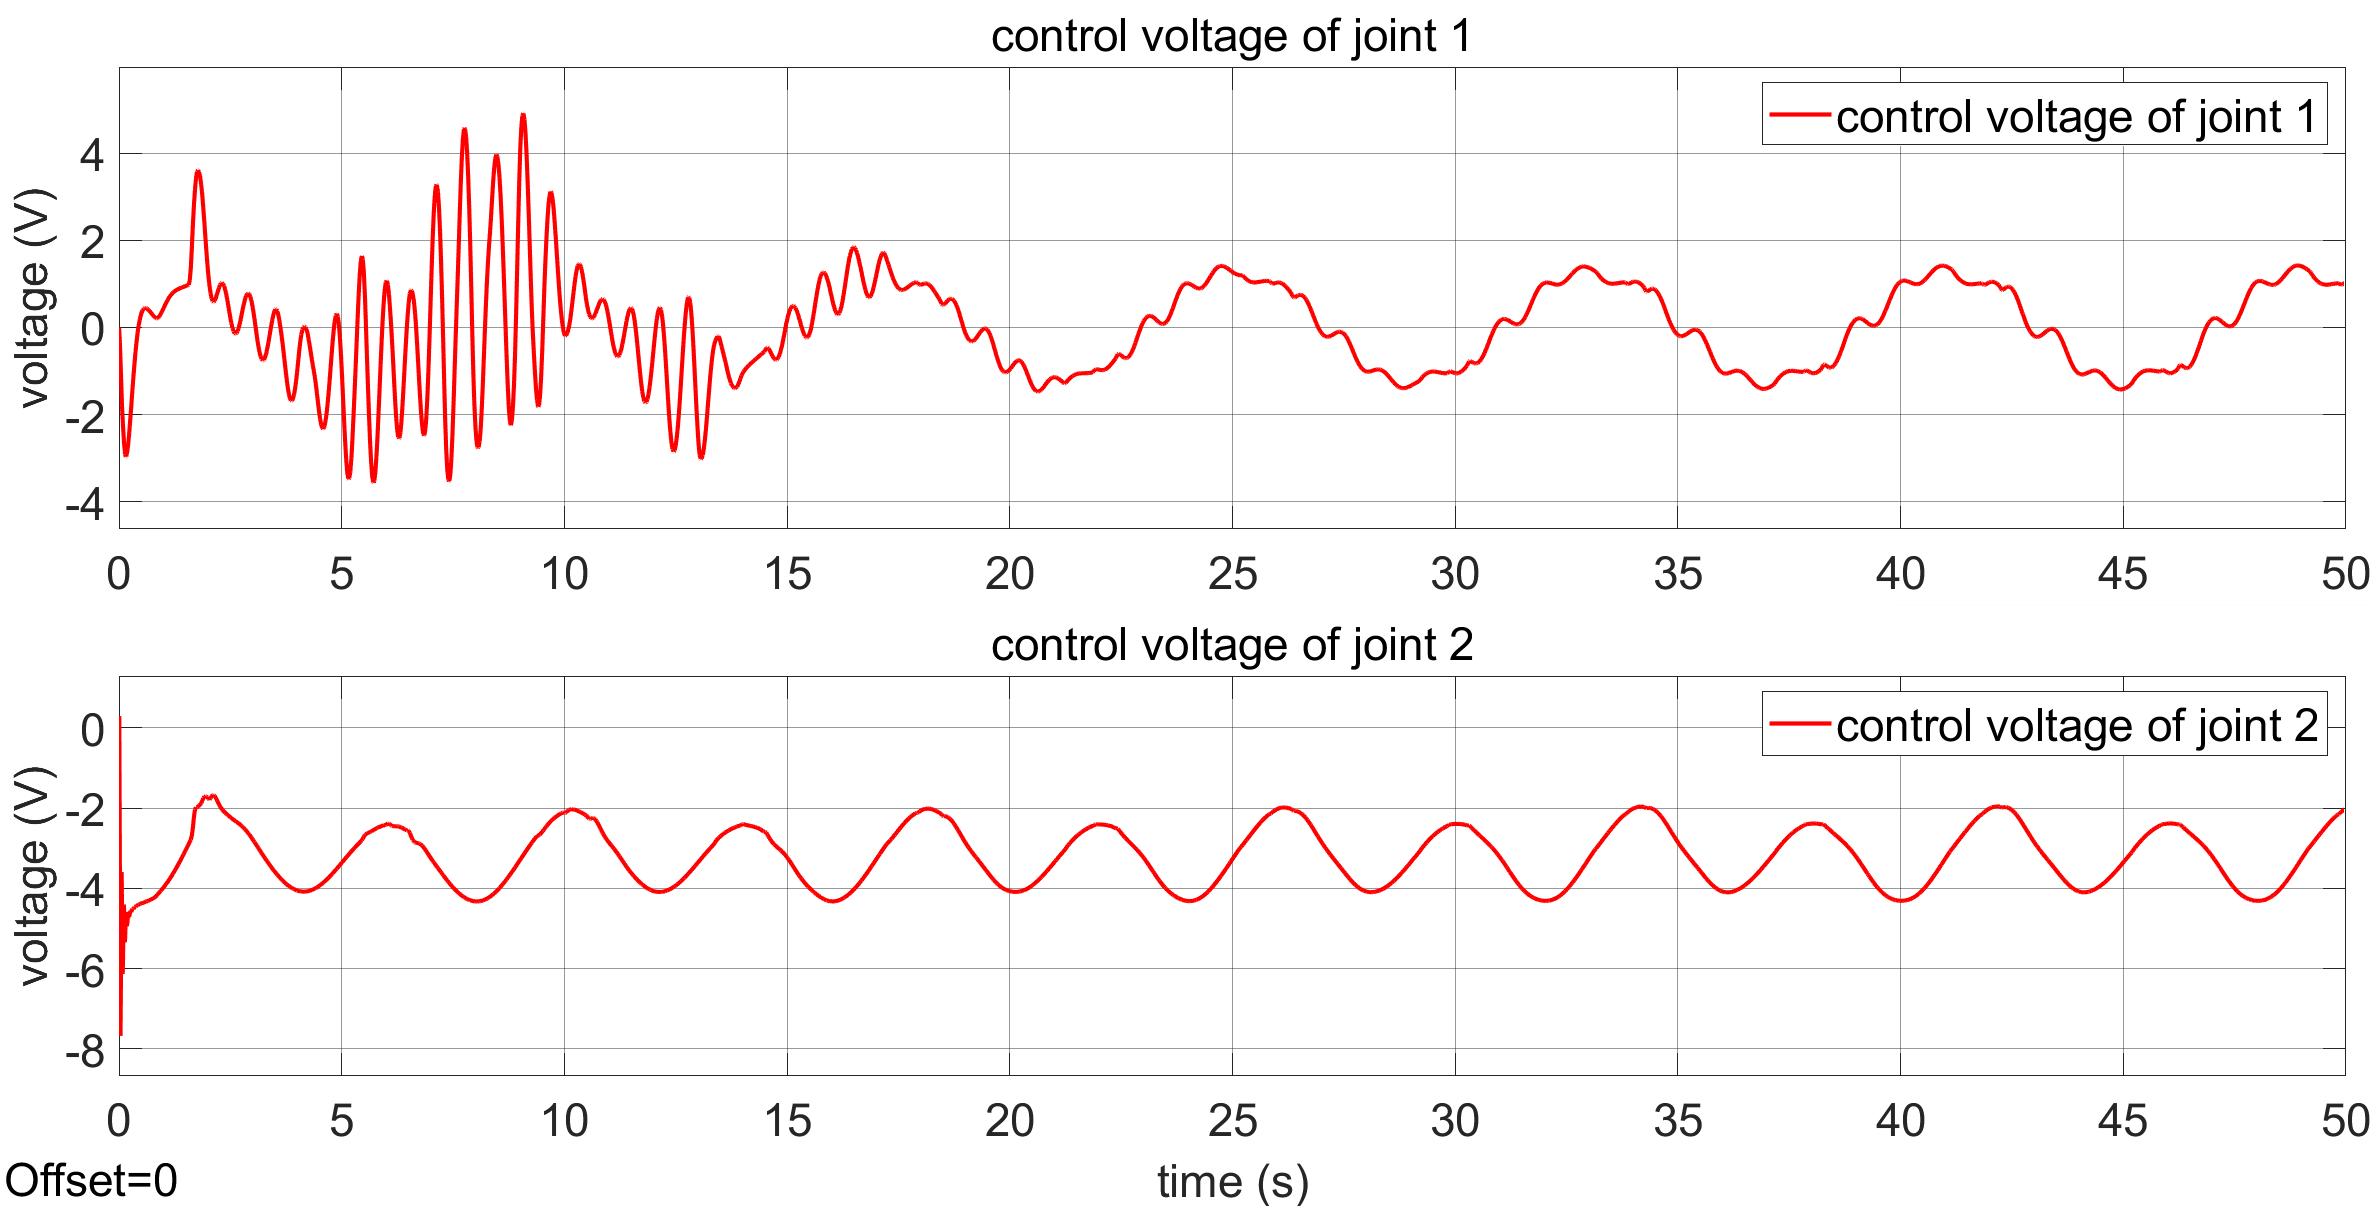 control voltage of joint 1
control voltage of joint 1
voltage (V)
4
2
0
-2
-4
0 5 10 15 20 25 30 35 40 45 50
control voltage of joint 2
control voltage of joint 2
voltage (V)
0
-2
-4
-6
-8
0 5 10 15 20 25 30 35 40 45 50
Offset=0
time (s)